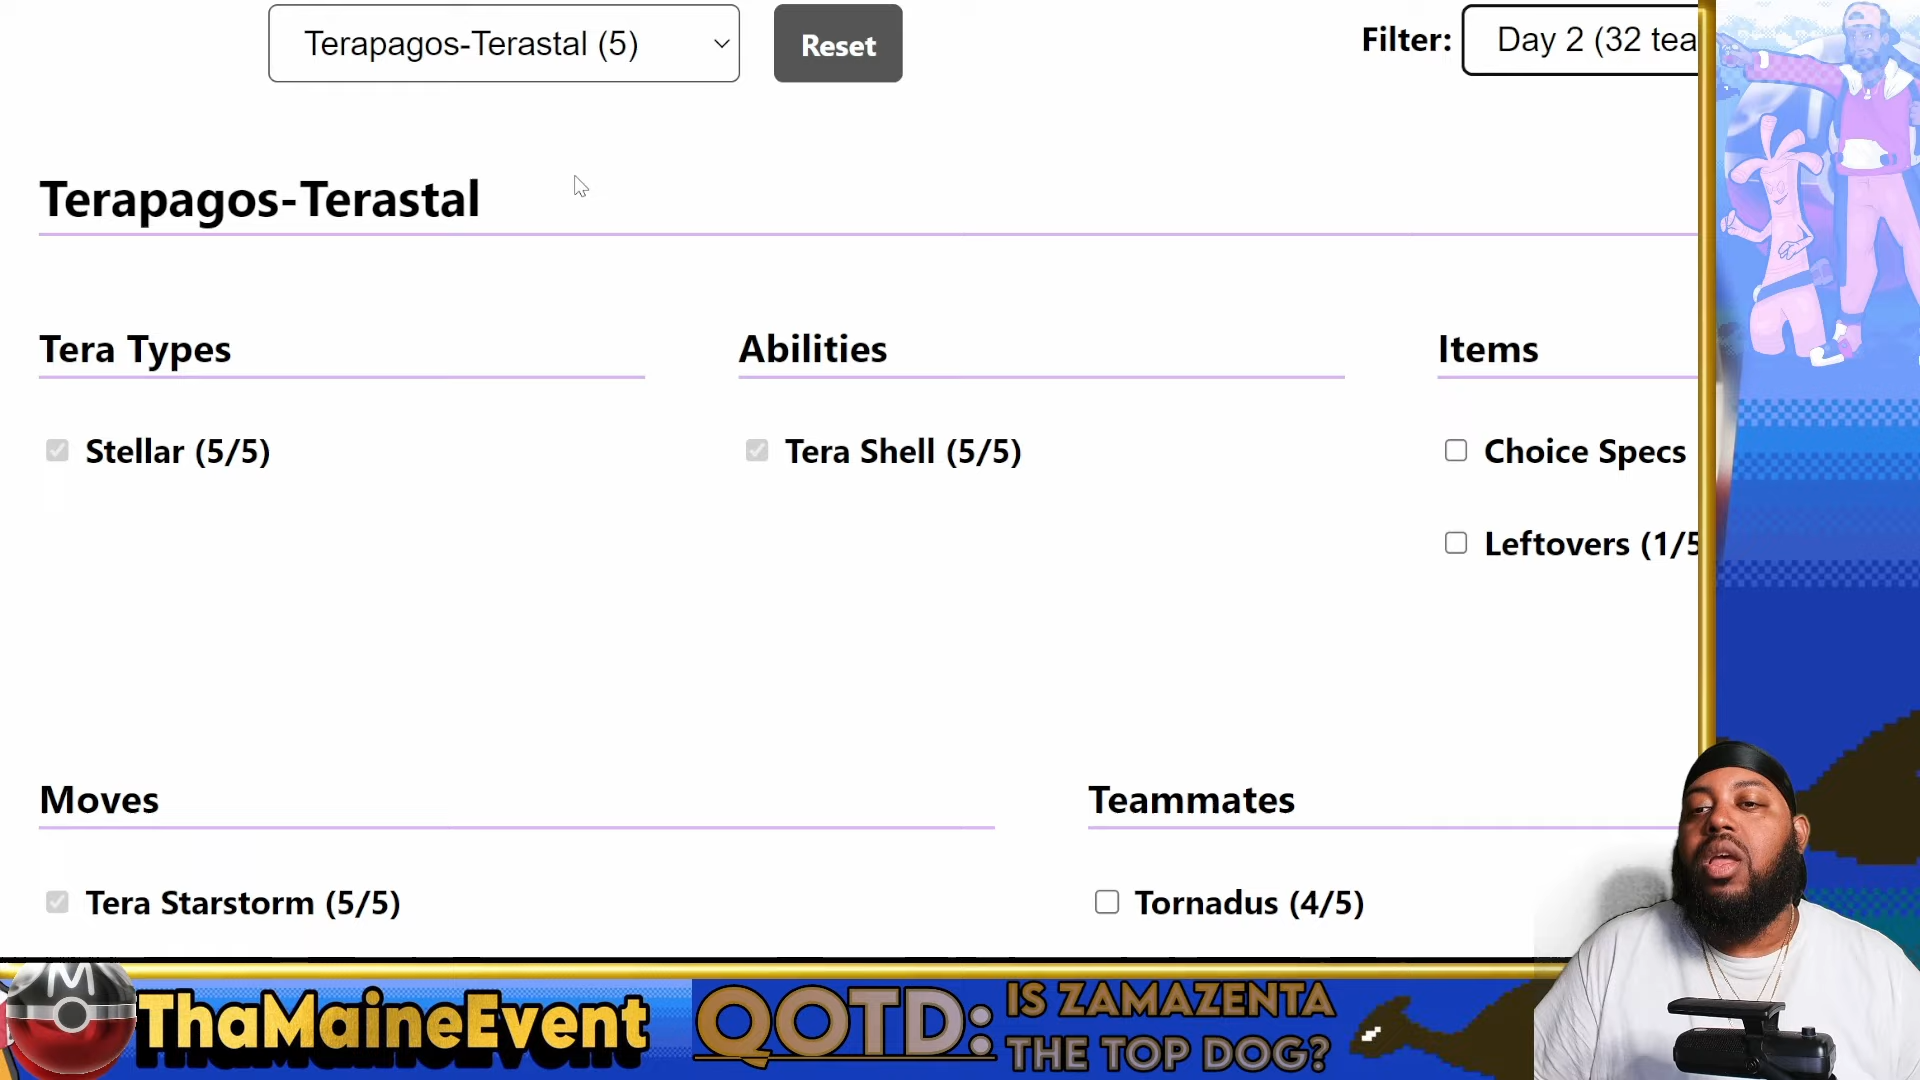 Terapagos-Terastal (5)
Reset
Filter:
Day 2 (32 tea
Terapagos-Terastal
Tera Types
Abilities
Items
Stellar (5/5)
Tera Shell (5/5)
Choice Specs
Leftovers (1/5
Moves
Teammates
Tera Starstorm (5/5)
Tornadus (4/5)
M
ThaMaineEvent
QOTD:
IS ZAMAZENTA
THE TOP DOG?